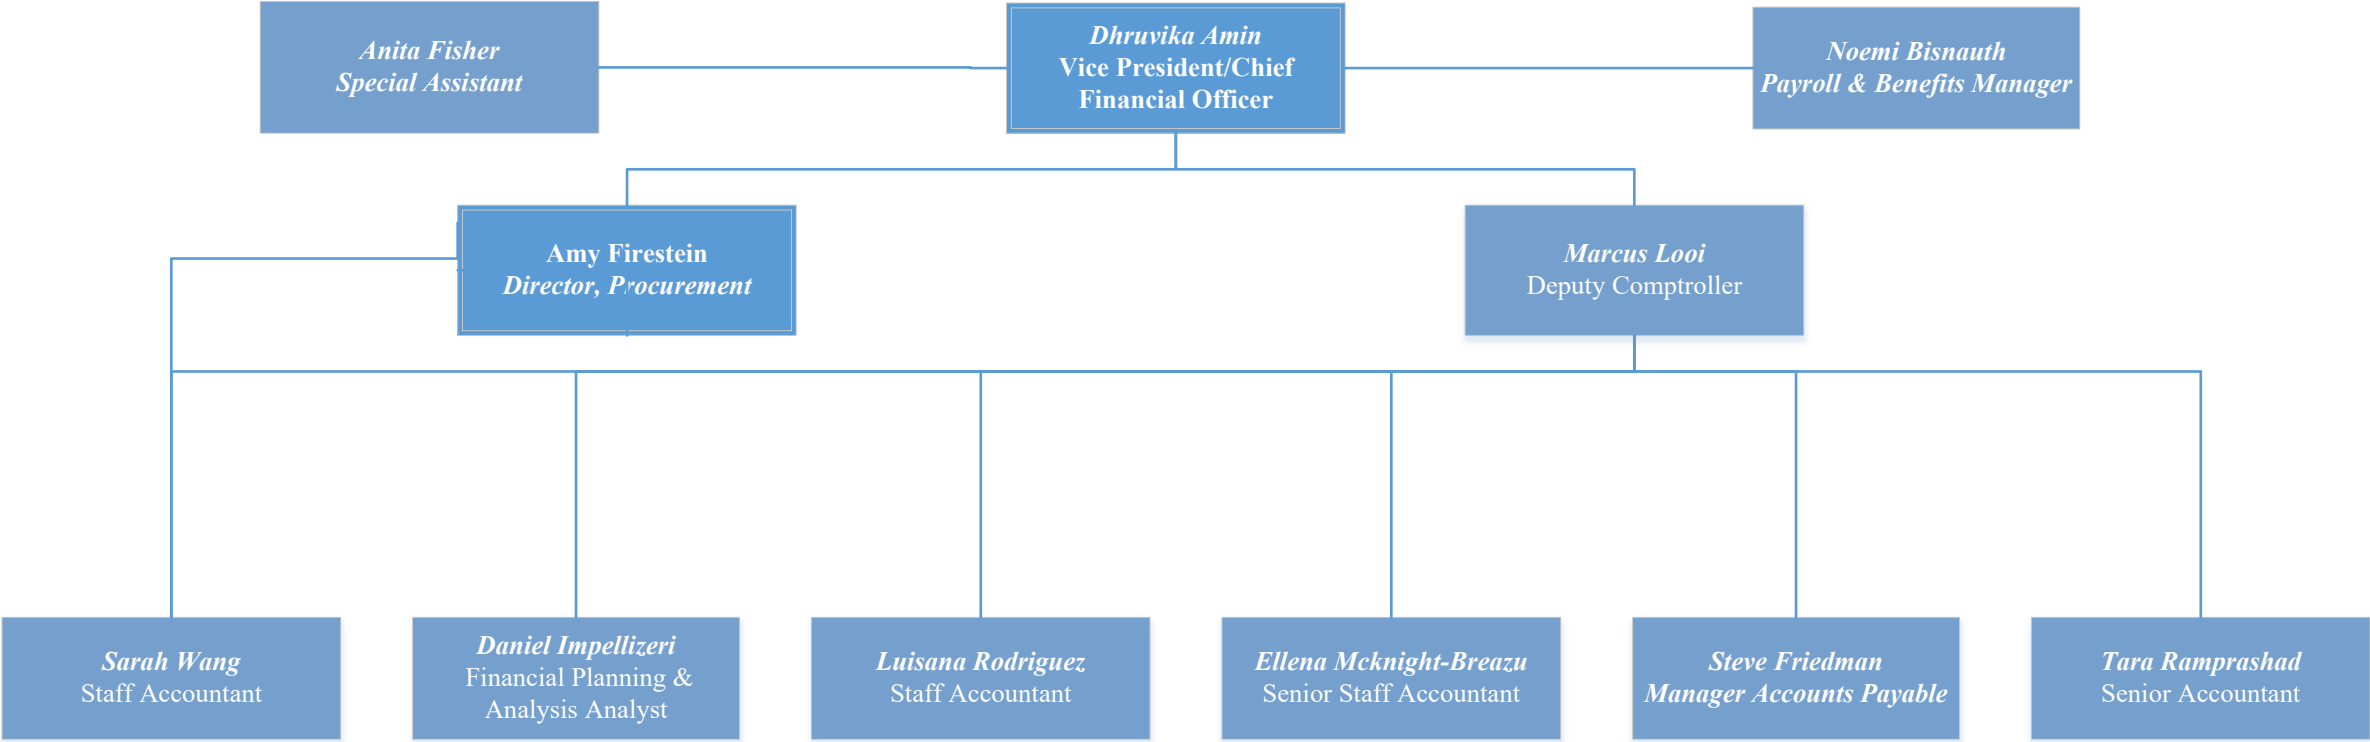 Anita Fisher
Special Assistant
Dhruvika Amin
Vice President/Chief
Financial Officer
Noemi Bisnauth
Payroll & Benefits Manager
Amy Firestein
Director, Procurement
Marcus Looi
Deputy Comptroller
Sarah Wang
Staff Accountant
Daniel Impellizeri
Financial Planning &
Analysis Analyst
Luisana Rodriguez
Staff Accountant
Ellena Mcknight-Breazu
Senior Staff Accountant
Steve Friedman
Manager Accounts Payable
Tara Ramprashad
Senior Accountant